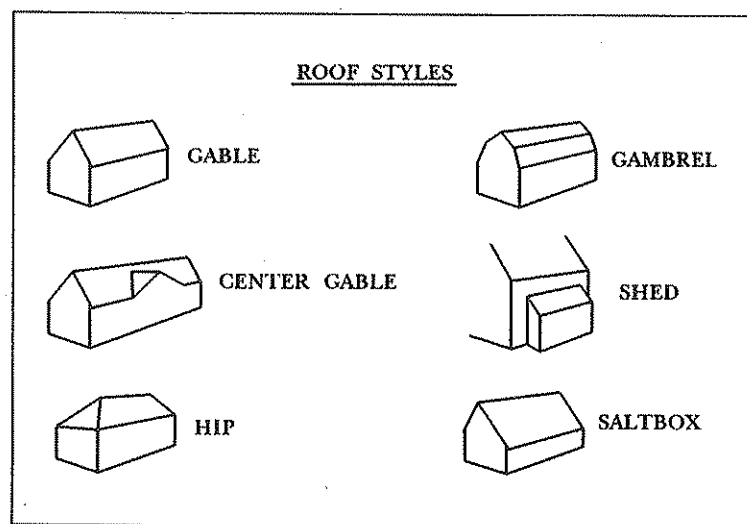 ROOF STYLES
GABLE
GAMBREL
CENTER GABLE
SHED
HIP
SALTBOX